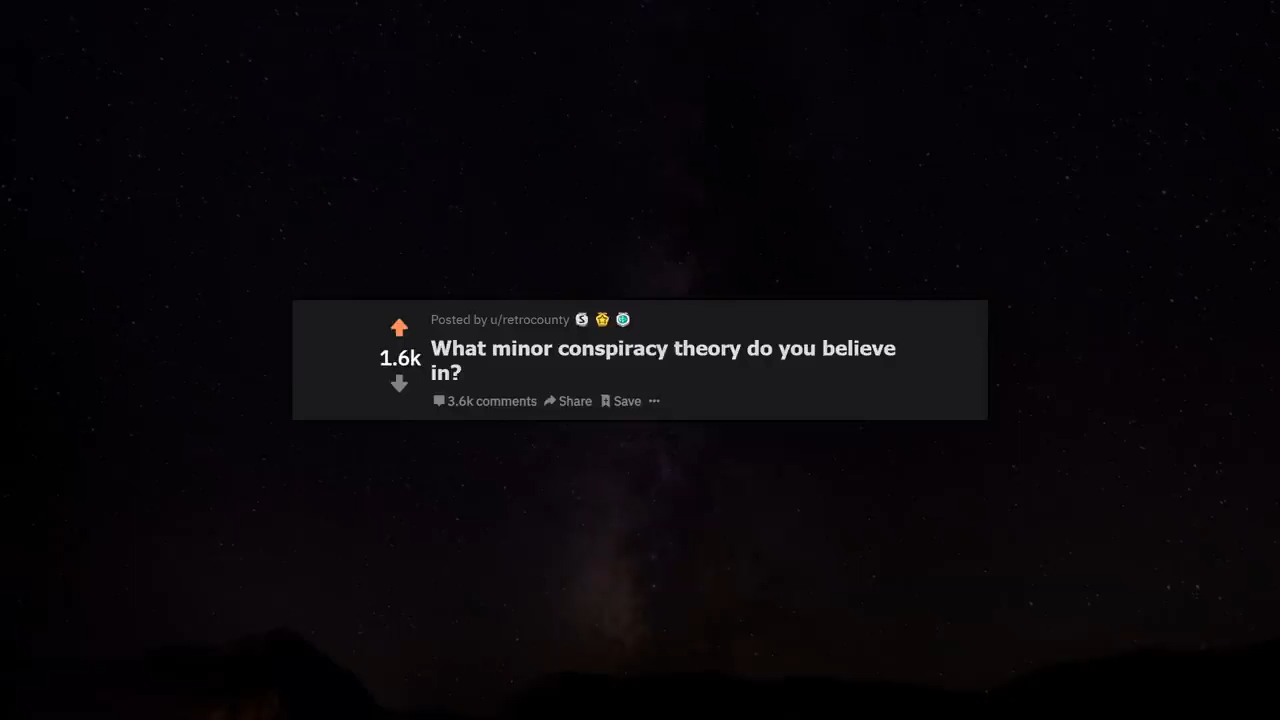 Posted by u/retrocounty
1.6k
What minor conspiracy theory do you believe
in?
3.6k comments Share Save ...